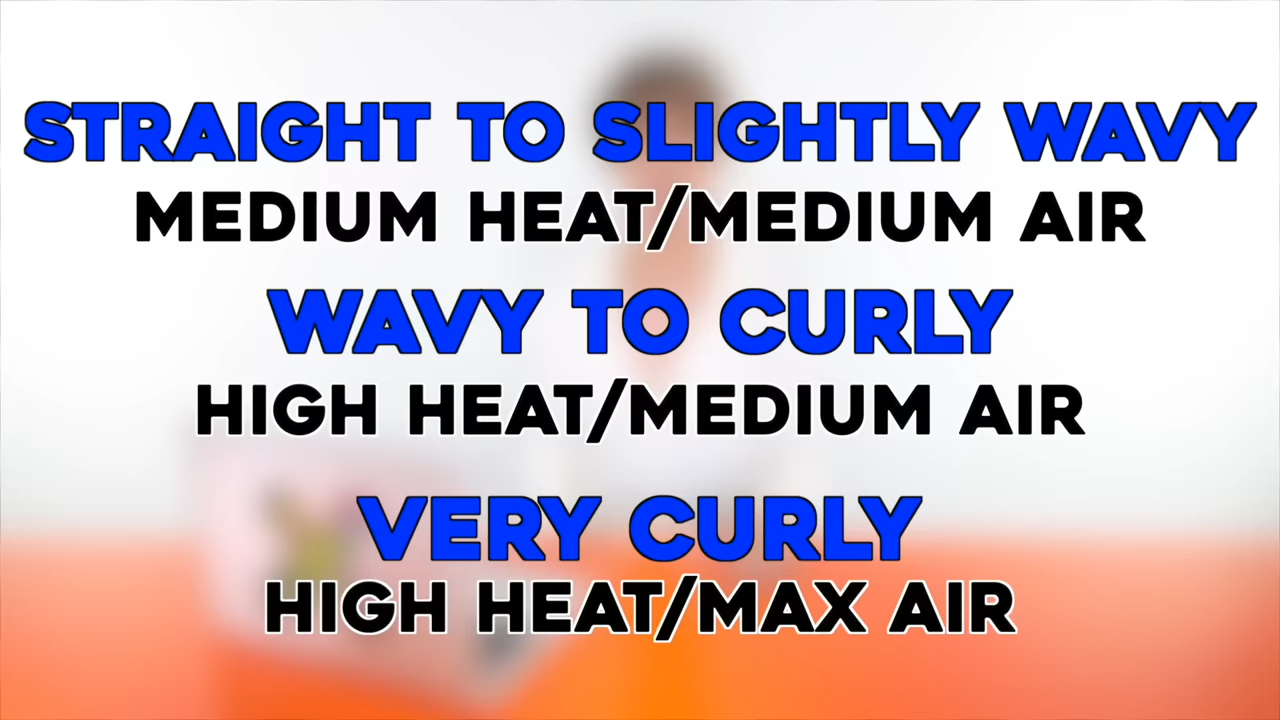 STRAIGHT TO SLIGHTLY WAVY
MEDIUM HEAT/MEDIUM AIR
WAVY TO CURLY
HIGH HEAT/MEDIUM AIR
VERY CURLY
HIGH HEAT/MAX AIR